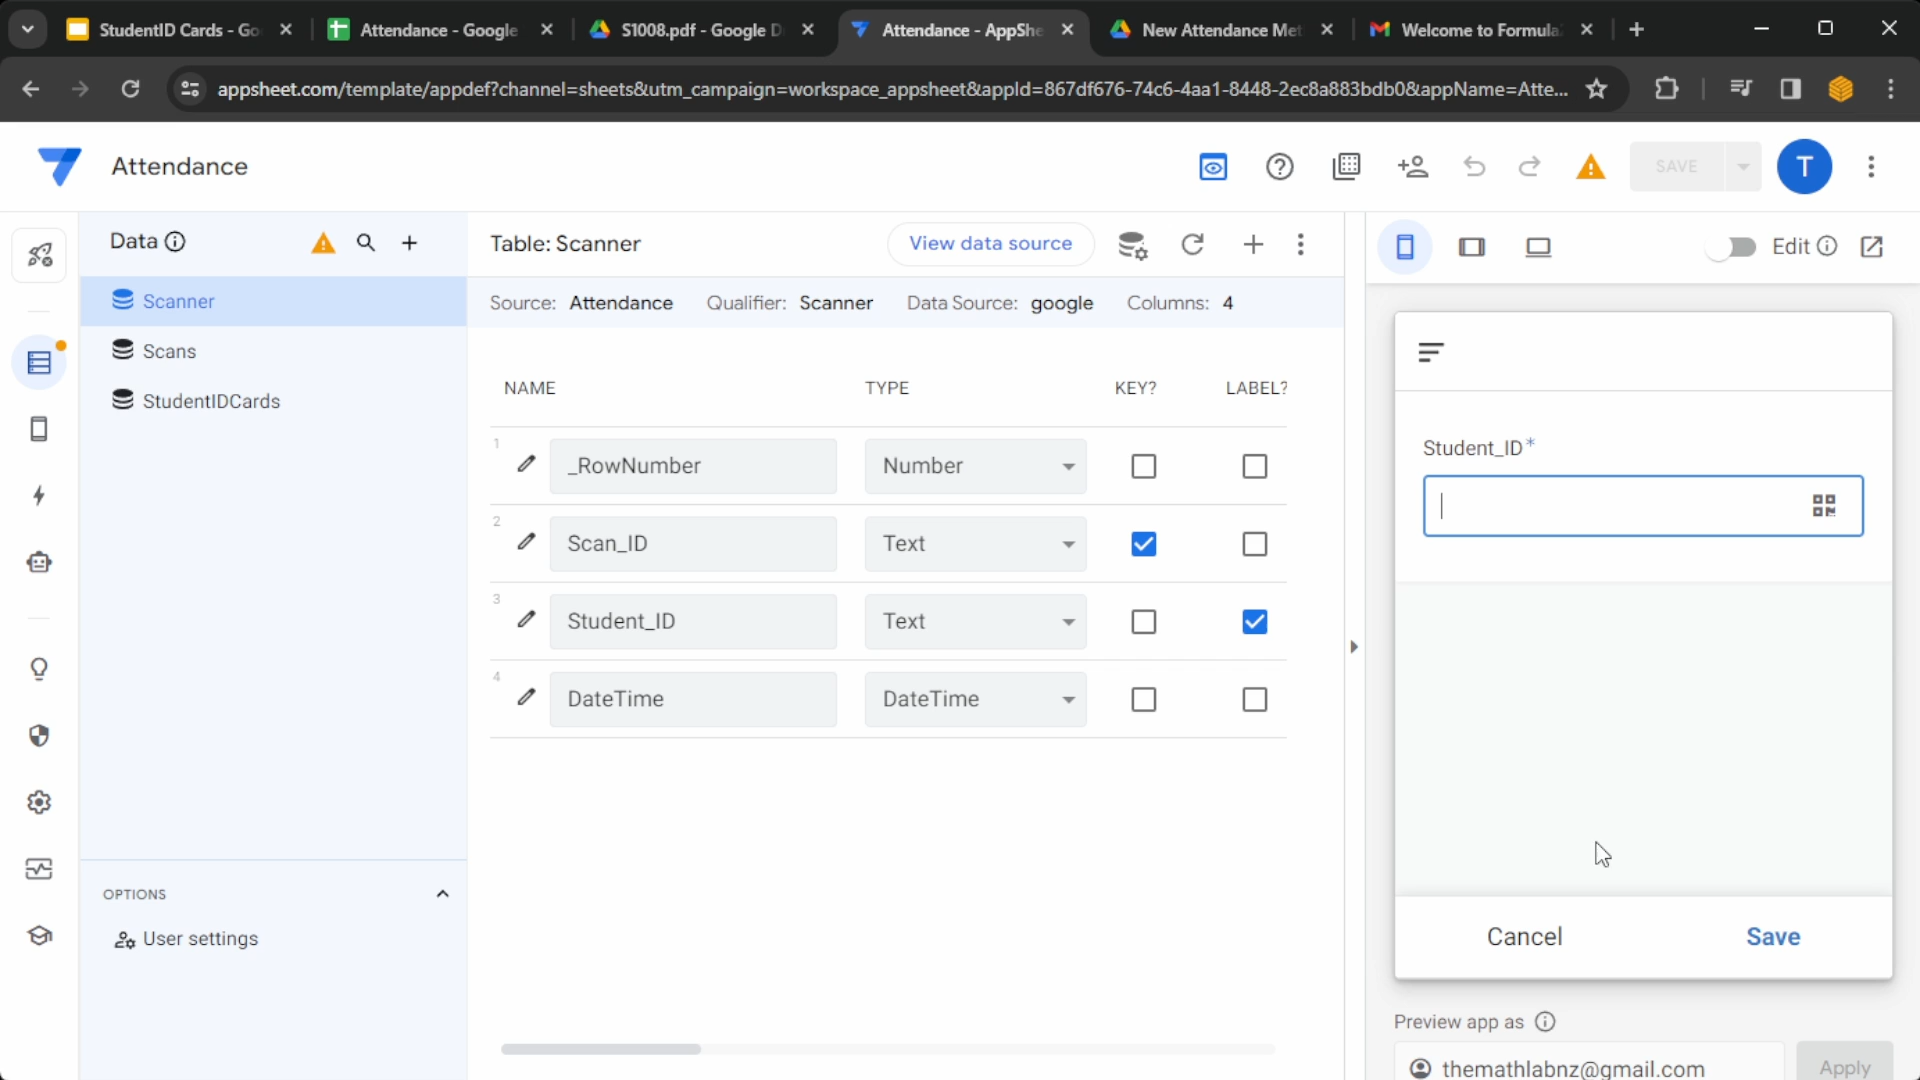 StudentID Cards - Go
Attendance - Google
S1008.pdf - Google D
Attendance - AppShe
New Attendance Met
Welcome to Formula
appsheet.com/template/appdef?channel=sheets&utm_campaign=workspace_appsheet&appId=867df676-74c6-4aa1-8448-2ec8a883bdb0&appName=Atte...
Attendance
SAVE
T
Data
Table: Scanner
View data source
Edit
Scanner
Scans
StudentIDCards
Source: Attendance Qualifier: Scanner Data Source: google Columns: 4
NAME TYPE KEY? LABEL?
1 _RowNumber Number
2 Scan_ID Text
3 Student_ID Text
4 DateTime DateTime
Student_ID*
Cancel Save
OPTIONS
User settings
Preview app as
themathlabnz@gmail.com
Apply